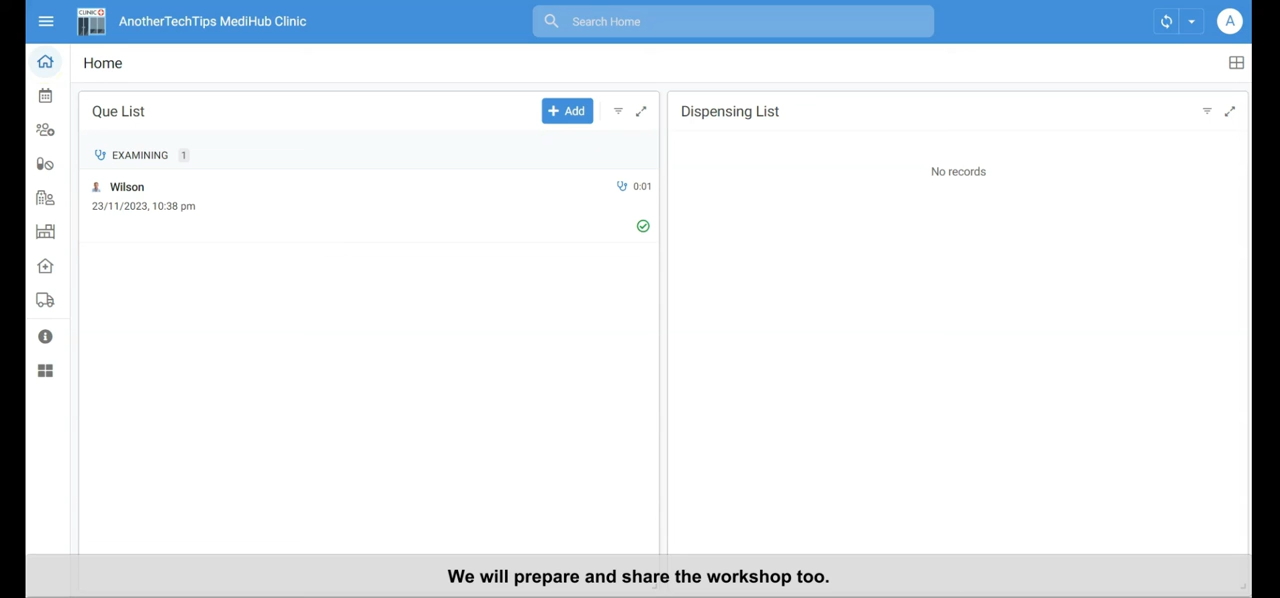 CLINIC
AnotherTechTips MediHub Clinic
Search Home
A
Home
Que List
Add
EXAMINING 1
Wilson
0:01
23/11/2023, 10:38 pm
Dispensing List
No records
We will prepare and share the workshop too.